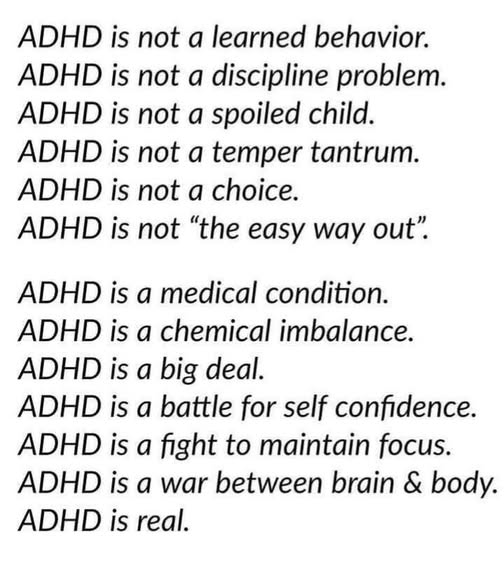 ADHD is not a learned behavior.
ADHD is not a discipline problem.
ADHD is not a spoiled child.
ADHD is not a temper tantrum.
ADHD is not a choice.
ADHD is not “the easy way out”.
ADHD is a medical condition.
ADHD is a chemical imbalance.
ADHD is a big deal.
ADHD is a battle for self confidence.
ADHD is a fight to maintain focus.
ADHD is a war between brain & body.
ADHD is real.